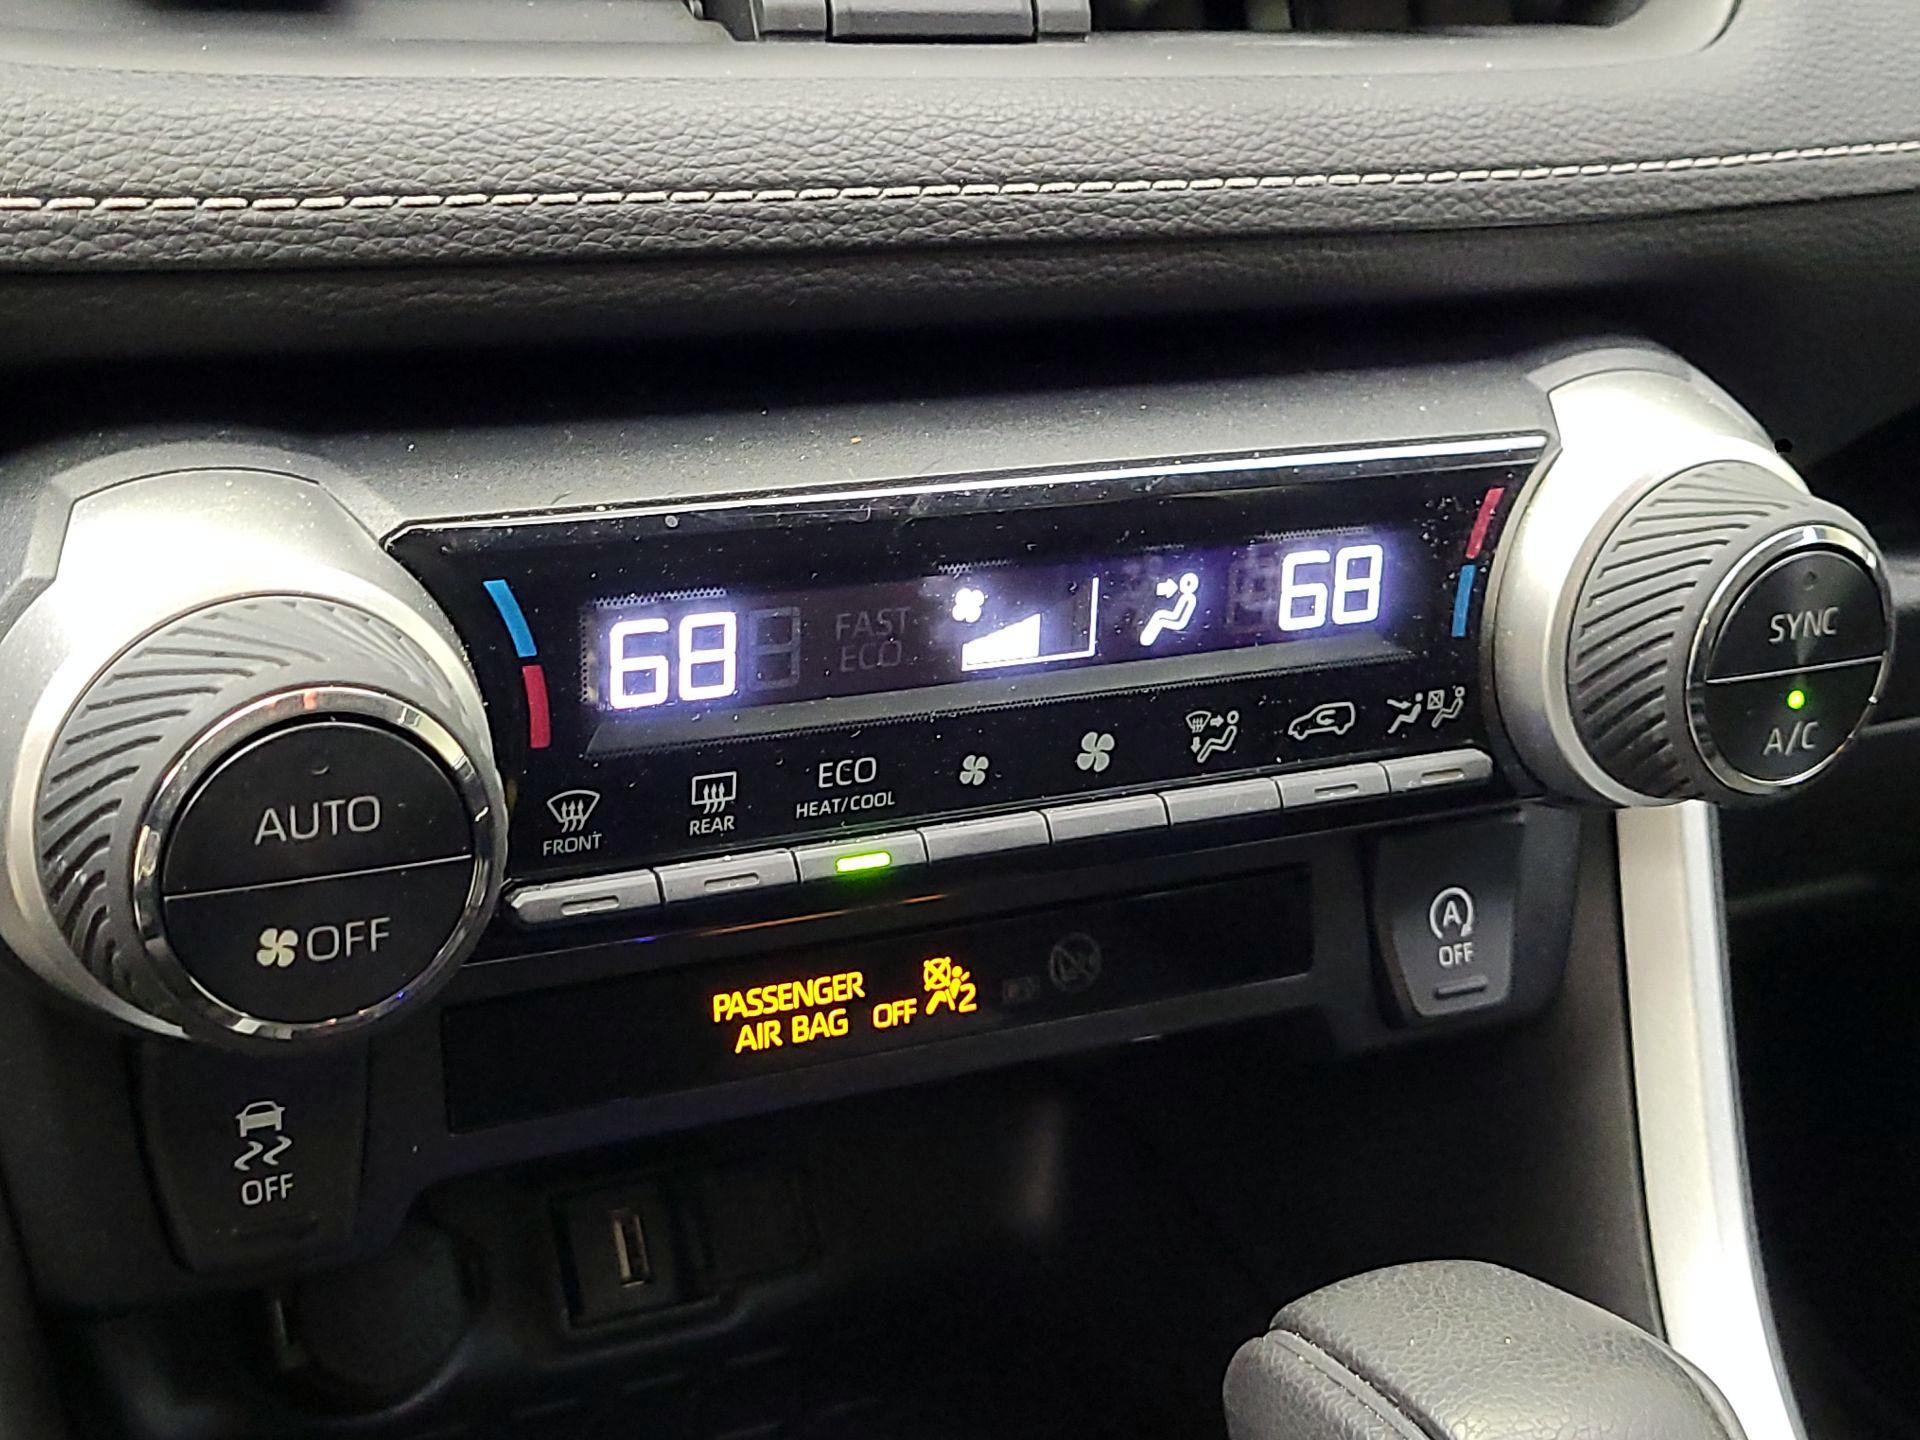 68
FAST
ECO
68
SYNC
A/C
AUTO
OFF
FRONT
REAR
ECO
HEAT/COOL
PASSENGER
AIR BAG OFF 2
A
OFF
OFF